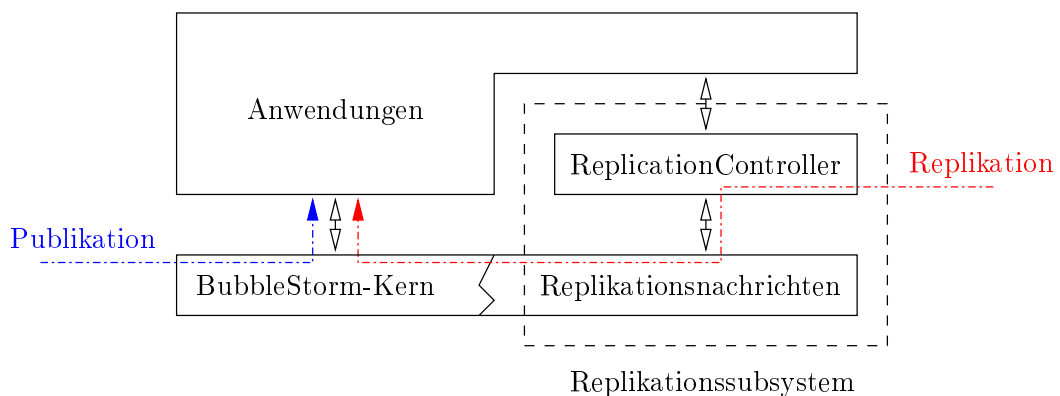 Anwendungen
ReplicationController
Replikation
Publikation
BubbleStorm-Kern
Replikationsnachrichten
Replikationssubsystem